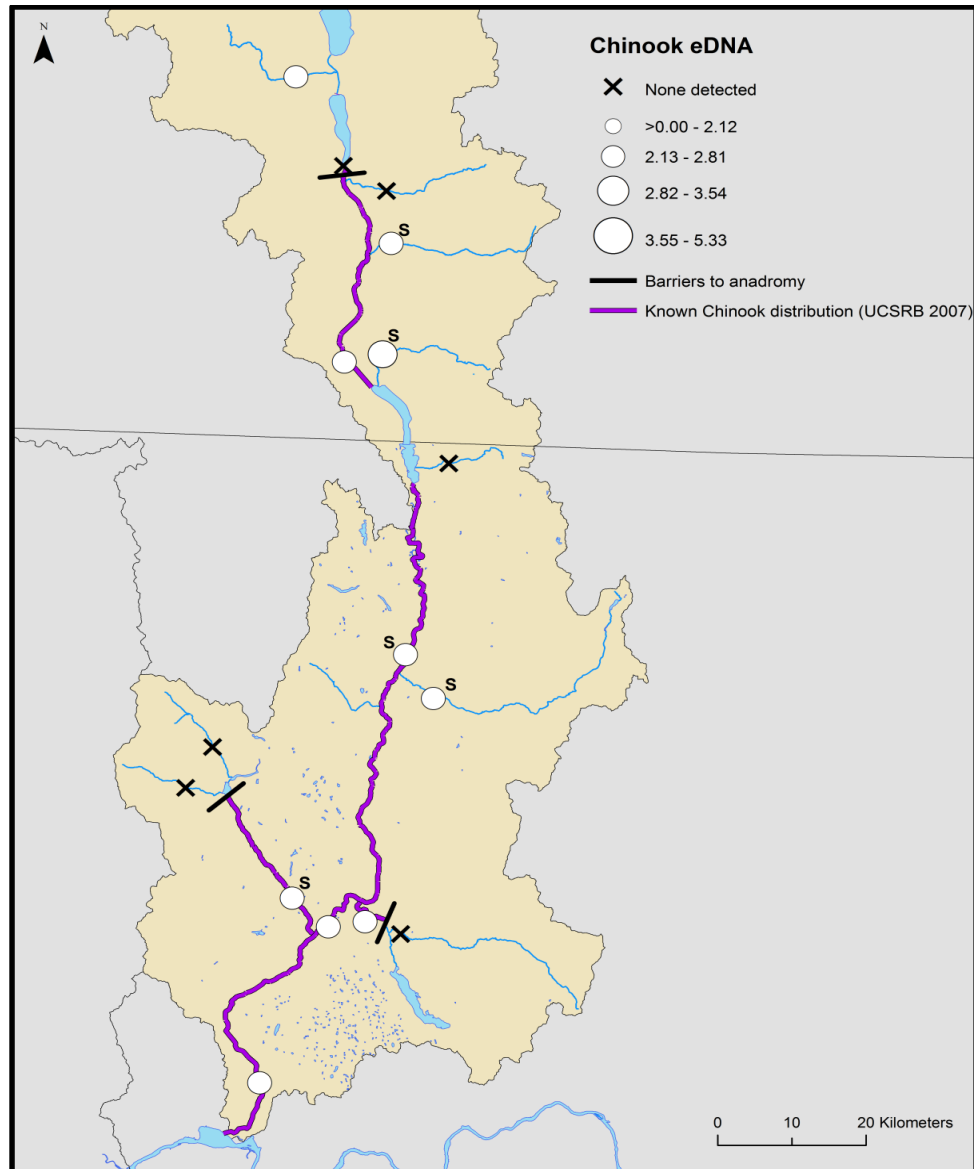 N
Chinook eDNA
None detected
>0.00 - 2.12
2.13 - 2.81
2.82 - 3.54
3.55 - 5.33
Barriers to anadromy
Known Chinook distribution (UCSRB 2007)
S
S
S
S
S
0 10 20 Kilometers